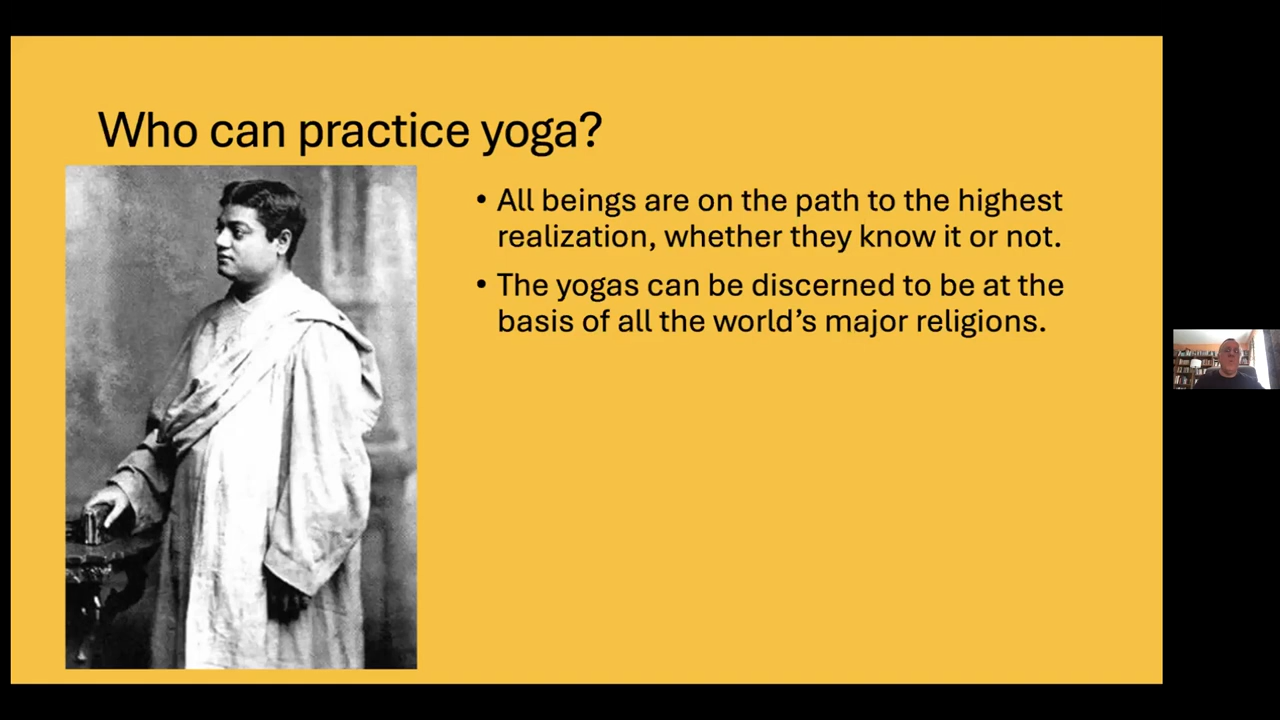 Who can practice yoga?
• All beings are on the path to the highest
realization, whether they know it or not.
• The yogas can be discerned to be at the
basis of all the world’s major religions.